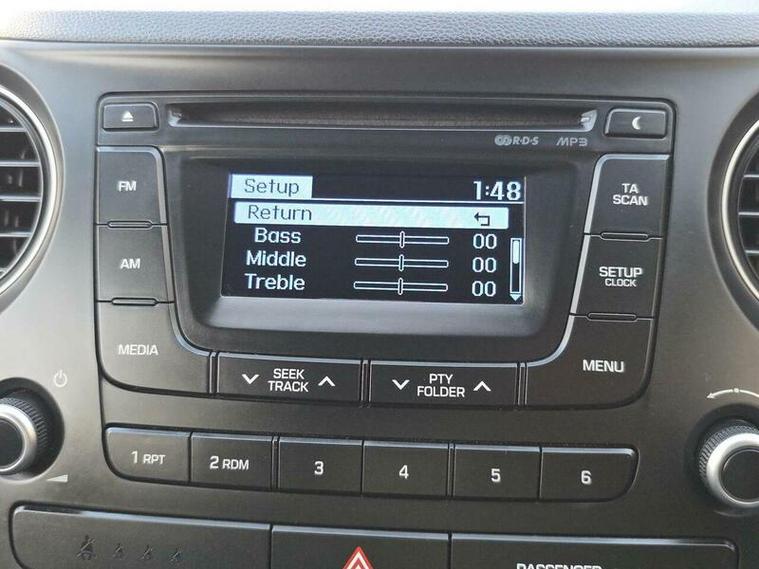 R·D·S MP3
FM
AM
MEDIA
Setup 1:48
Return
Bass 00
Middle 00
Treble 00
TA
SCAN
SETUP
CLOCK
MENU
SEEK
TRACK
PTY
FOLDER
1 RPT 2 RDM 3 4 5 6
PASSENGER